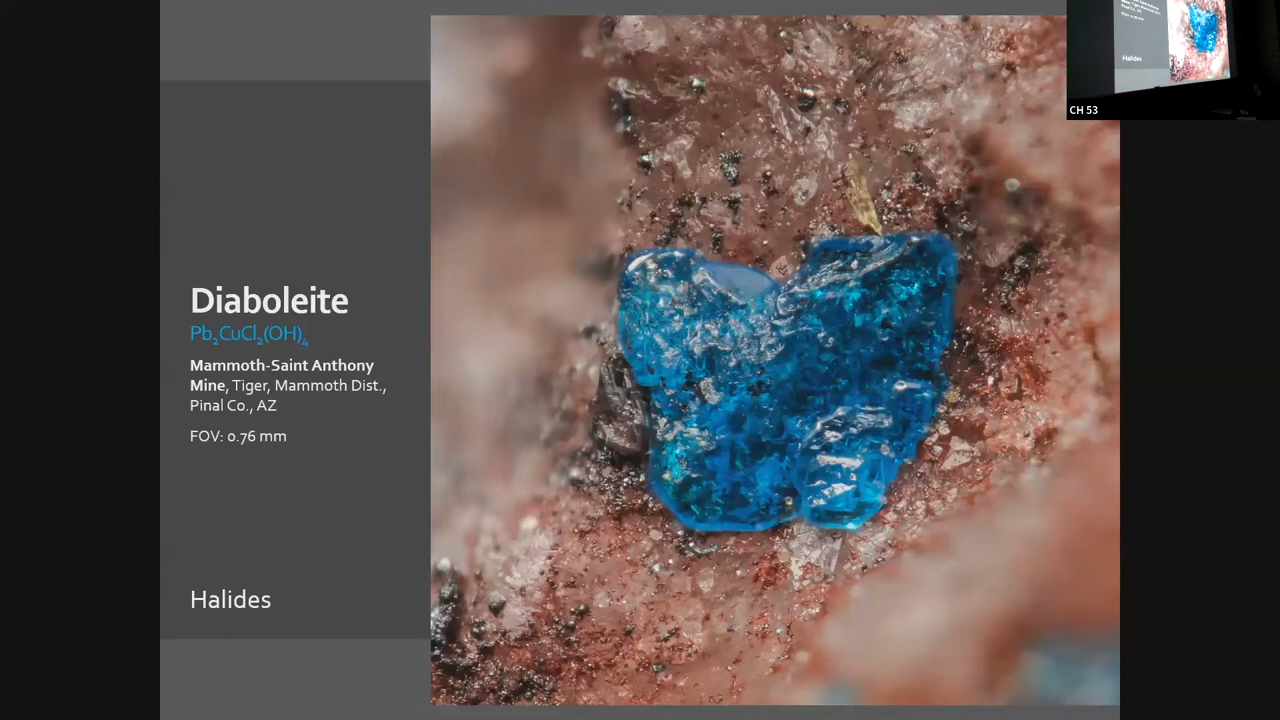 Diaboleite
Pb₂CuCl₂(OH)₄
Mammoth-Saint Anthony
Mine, Tiger, Mammoth Dist.,
Pinal Co., AZ
FOV: 0.76 mm
Halides
Halides
CH 53